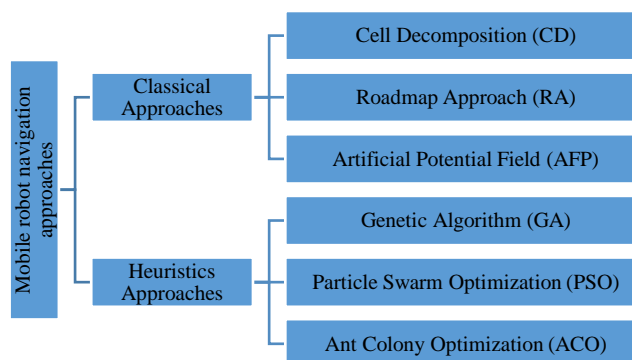 Mobile robot navigation
approaches
Classical
Approaches
Cell Decomposition (CD)
Roadmap Approach (RA)
Artificial Potential Field (AFP)
Heuristics
Approaches
Genetic Algorithm (GA)
Particle Swarm Optimization (PSO)
Ant Colony Optimization (ACO)